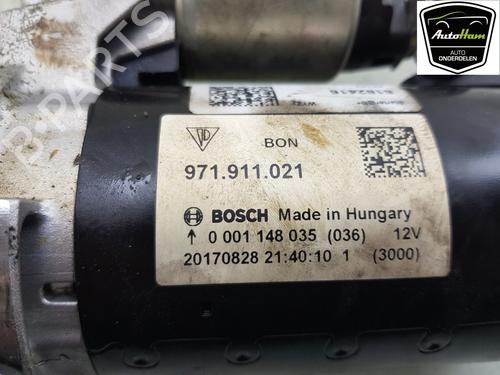 AutoHam
AUTO
ONDERDELEN
BON
971.911.021
BOSCH Made in Hungary
↑ 0 001 148 035 (036) 12V
20170828 21:40:10 1 (3000)
B-PARTS